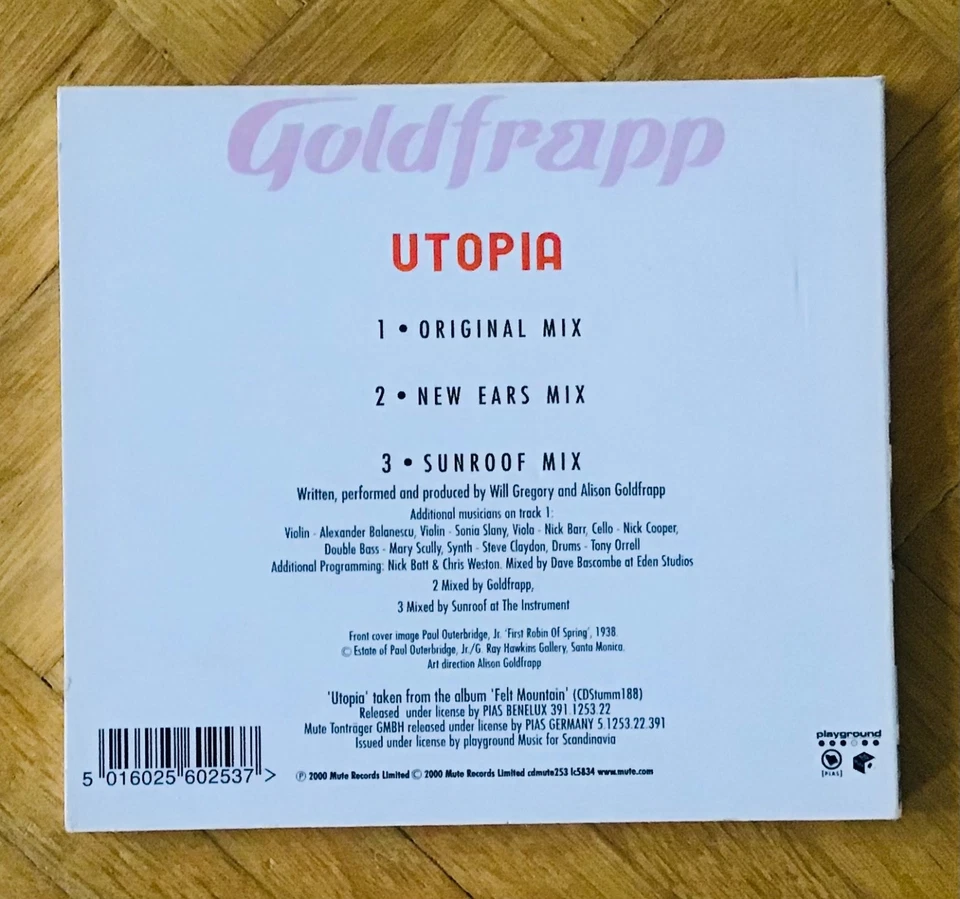 Goldfrapp
UTOPIA
1 • ORIGINAL MIX
2 • NEW EARS MIX
3 • SUNROOF MIX
Written, performed and produced by Will Gregory and Alison Goldfrapp
Additional musicians on track 1:
Violin - Alexander Balanescu, Violin - Sonia Slany, Viola - Nick Barr, Cello - Nick Cooper,
Double Bass - Mary Scully, Synth - Steve Claydon, Drums - Tony Orrell
Additional Programming: Nick Batt & Chris Weston. Mixed by Dave Bascombe at Eden Studios
2 Mixed by Goldfrapp,
3 Mixed by Sunroof at The Instrument
Front cover image Paul Outerbridge, Jr. 'First Robin Of Spring', 1938.
© Estate of Paul Outerbridge, Jr./G. Ray Hawkins Gallery, Santa Monica.
Art direction Alison Goldfrapp
'Utopia' taken from the album 'Felt Mountain' (CDStumm188)
Released under license by PIAS BENELUX 391.1253.22
Mute Tonträger GMBH released under license by PIAS GERMANY 5.1253.22.391
Issued under license by playground Music for Scandinavia
5 016025 602537 >
℗ 2000 Mute Records Limited © 2000 Mute Records Limited cdmute253 lc5834 www.mute.com
playground
[PIAS]